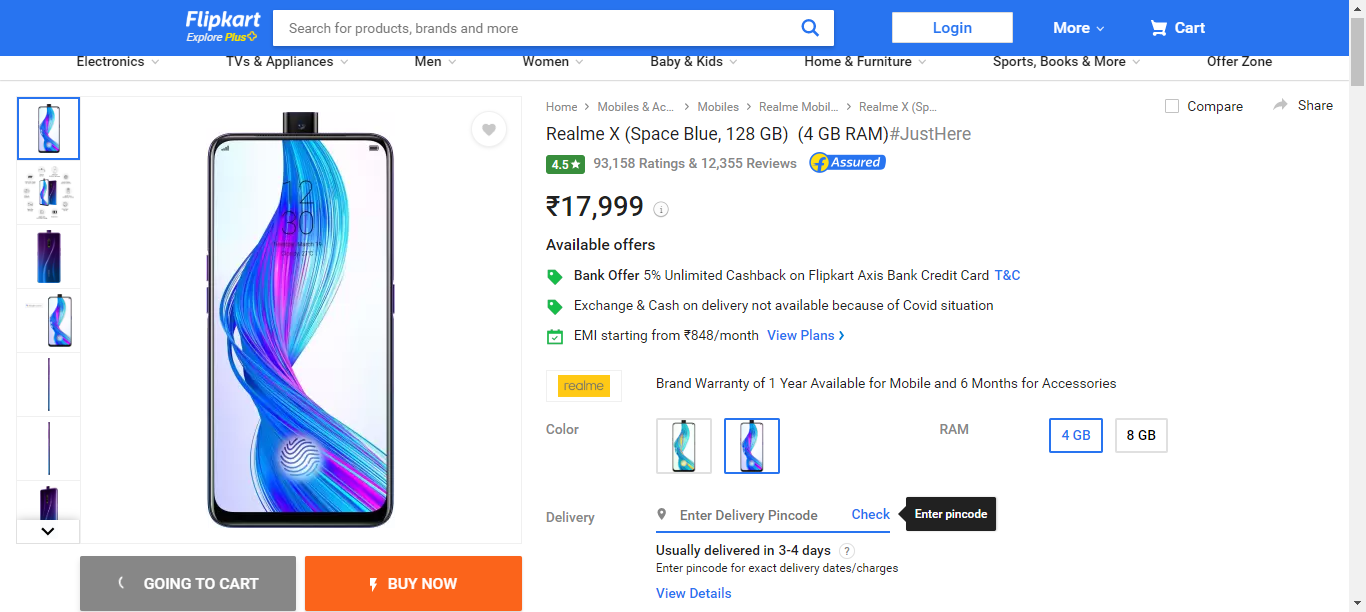 Flipkart
Explore Plus
Search for products, brands and more
Login
More
Cart
Electronics
TVs & Appliances
Men
Women
Baby & Kids
Home & Furniture
Sports, Books & More
Offer Zone
Home > Mobiles & Ac... > Mobiles > Realme Mobil... > Realme X (Sp...
Compare
Share
Realme X (Space Blue, 128 GB) (4 GB RAM)#JustHere
4.5★ 93,158 Ratings & 12,355 Reviews
Assured
₹17,999
Available offers
Bank Offer 5% Unlimited Cashback on Flipkart Axis Bank Credit Card T&C
Exchange & Cash on delivery not available because of Covid situation
EMI starting from ₹848/month View Plans >
realme
Brand Warranty of 1 Year Available for Mobile and 6 Months for Accessories
Color
RAM
4 GB
8 GB
Delivery
Enter Delivery Pincode
Check
Enter pincode
Usually delivered in 3-4 days ?
Enter pincode for exact delivery dates/charges
View Details
12
30
GOING TO CART
BUY NOW